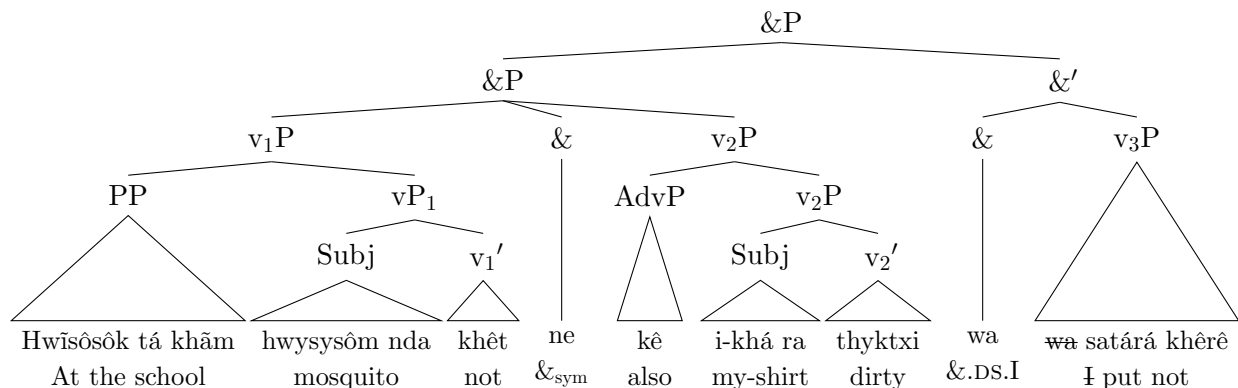 &P
&P &′
v₁P & v₂P & v₃P
PP vP₁ AdvP v₂P
Subj v₁′ Subj v₂′
Hwĩsôsôk tá khãm hwysysôm nda khêt ne kê i-khá ra thyktxi wa ~~wa~~ satárá khêrê
At the school mosquito not &sym also my-shirt dirty &.DS.I ~~I~~ put not